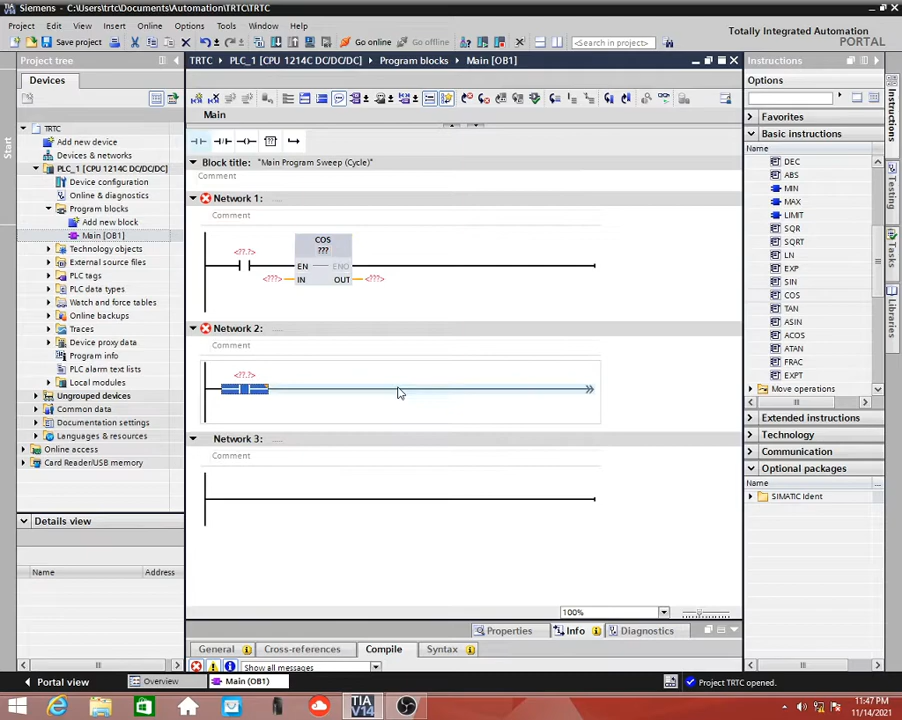 Siemens - C:\Users\trtc\Documents\Automation\TRTC\TRTC
Project Edit View Insert Online Options Tools Window Help
Save project
Go online
Go offline
<Search in project>
Totally Integrated Automation
PORTAL
Project tree
TRTC › PLC_1 [CPU 1214C DC/DC/DC] › Program blocks › Main [OB1]
Instructions
Devices
Options
Start
TRTC
Add new device
Devices & networks
PLC_1 [CPU 1214C DC/DC/DC]
Device configuration
Online & diagnostics
Program blocks
Add new block
Main [OB1]
Technology objects
External source files
PLC tags
PLC data types
Watch and force tables
Online backups
Traces
Device proxy data
Program info
PLC alarm text lists
Local modules
Ungrouped devices
Common data
Documentation settings
Languages & resources
Online access
Card Reader/USB memory
Details view
Name Address
Main
Block title: "Main Program Sweep (Cycle)"
Comment
Network 1:
Comment
<??.?>
COS
???
EN ENO
<???> IN OUT <???>
Network 2:
Comment
<??.?>
Network 3:
Comment
100%
Properties Info Diagnostics
General Cross-references Compile Syntax
Show all messages
Favorites
Basic instructions
Name
DEC
ABS
MIN
MAX
LIMIT
SQR
SQRT
LN
EXP
SIN
COS
TAN
ASIN
ACOS
ATAN
FRAC
EXPT
Move operations
Extended instructions
Technology
Communication
Optional packages
Name
SIMATIC Ident
Instructions
Testing
Tasks
Libraries
Portal view
Overview
Main (OB1)
Project TRTC opened.
TIA
V14
11:47 PM
11/14/2021